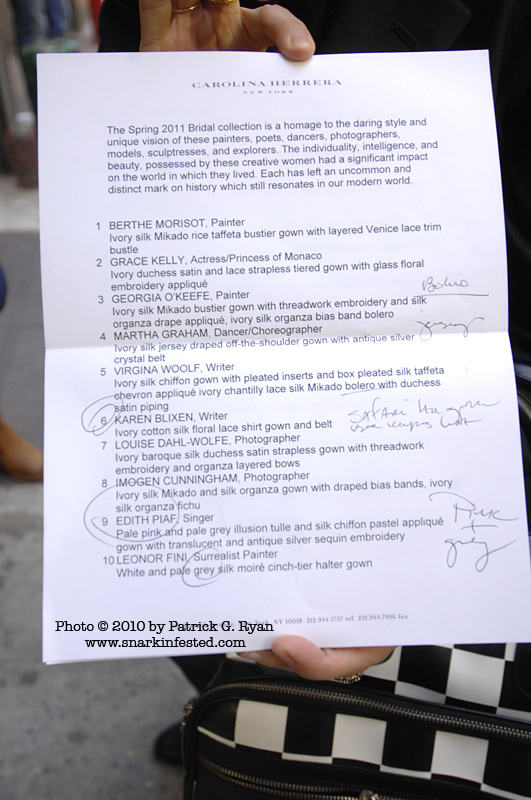 CAROLINA HERRERA
NEW YORK
The Spring 2011 Bridal collection is a homage to the daring style and
unique vision of these painters, poets, dancers, photographers,
models, sculptresses, and explorers. The individuality, intelligence, and
beauty, possessed by these creative women had a significant impact
on the world in which they lived. Each has left an uncommon and
distinct mark on history which still resonates in our modern world.
1 BERTHE MORISOT, Painter
Ivory silk Mikado rice taffeta bustier gown with layered Venice lace trim
bustle
2 GRACE KELLY, Actress/Princess of Monaco
Ivory duchess satin and lace strapless tiered gown with glass floral
embroidery appliqué
Bolero
3 GEORGIA O'KEEFE, Painter
Ivory silk Mikado bustier gown with threadwork embroidery and silk
organza drape appliqué, ivory silk organza bias band bolero
jersey
4 MARTHA GRAHAM, Dancer/Choreographer
Ivory silk jersey draped off-the-shoulder gown with antique silver
crystal belt
5 VIRGINA WOOLF, Writer
Ivory silk chiffon gown with pleated inserts and box pleated silk taffeta
chevron appliqué ivory chantilly lace silk Mikado bolero with duchess
satin piping
6 KAREN BLIXEN, Writer
Safari
Ivory cotton silk floral lace shirt gown and belt
7 LOUISE DAHL-WOLFE, Photographer
Ivory baroque silk duchess satin strapless gown with threadwork
embroidery and organza layered bows
8 IMOGEN CUNNINGHAM, Photographer
Ivory silk Mikado and silk organza gown with draped bias bands, ivory
silk organza fichu
9 EDITH PIAF, Singer
Pink
+
grey
Pale pink and pale grey illusion tulle and silk chiffon pastel appliqué
gown with translucent and antique silver sequin embroidery
10 LEONOR FINI, Surrealist Painter
White and pale grey silk moiré cinch-tier halter gown
NY 10018 212.944.5757 tel 212.944.7996 fax
Photo © 2010 by Patrick G. Ryan
www.snarkinfested.com